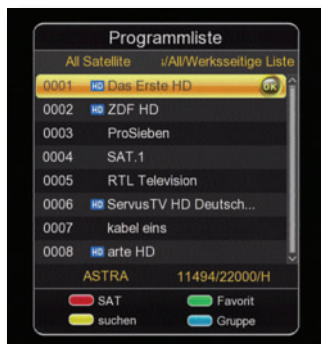 Programmliste
All Satellite ı/All/Werksseitige Liste
0001 HD Das Erste HD OK
0002 HD ZDF HD
0003 ProSieben
0004 SAT.1
0005 RTL Television
0006 HD ServusTV HD Deutsch...
0007 kabel eins
0008 HD arte HD
ASTRA 11494/22000/H
SAT Favorit
suchen Gruppe